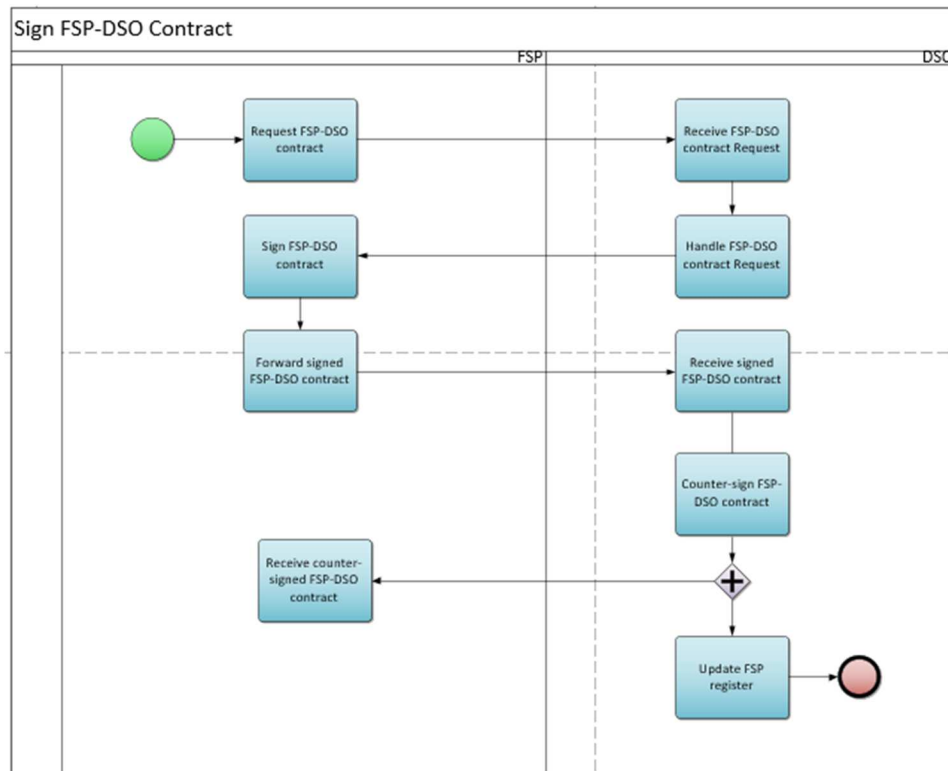 Sign FSP-DSO Contract
FSP
Request FSP-DSO
contract
Receive FSP-DSO
contract Request
Sign FSP-DSO
contract
Handle FSP-DSO
contract Request
Forward signed
FSP-DSO contract
Receive signed
FSP-DSO contract
Counter-sign FSP-
DSO contract
Receive counter-
signed FSP-DSO
contract
Update FSP
register